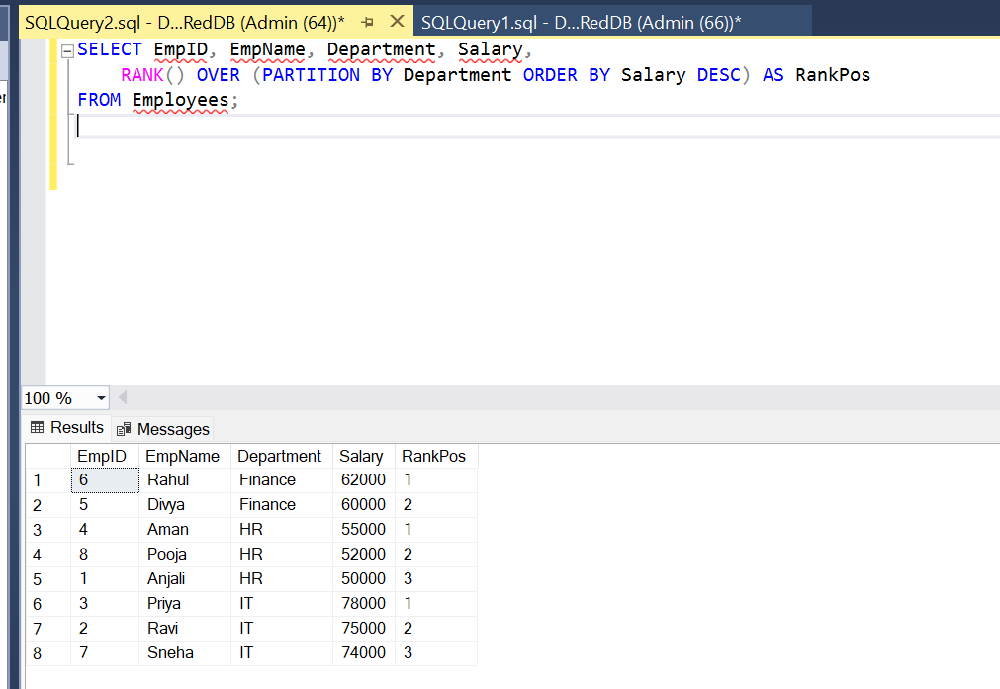 SQLQuery2.sql - D...RedDB (Admin (64))* SQLQuery1.sql - D...RedDB (Admin (66))*
SELECT EmpID, EmpName, Department, Salary,
RANK() OVER (PARTITION BY Department ORDER BY Salary DESC) AS RankPos
FROM Employees;
100 %
Results Messages
EmpID EmpName Department Salary RankPos
1 6 Rahul Finance 62000 1
2 5 Divya Finance 60000 2
3 4 Aman HR 55000 1
4 8 Pooja HR 52000 2
5 1 Anjali HR 50000 3
6 3 Priya IT 78000 1
7 2 Ravi IT 75000 2
8 7 Sneha IT 74000 3